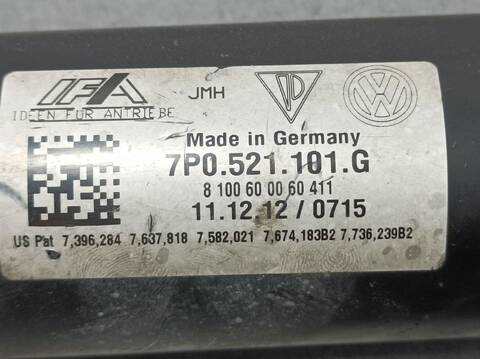 IFA
IDEEN FÜR ANTRIEBE
JMH
VW
Made in Germany
7P0.521.101.G
8 100 60 00 60 411
11.12.12 / 0715
US Pat 7,396,284 7,637,818 7,582,021 7,674,183B2 7,736,239B2